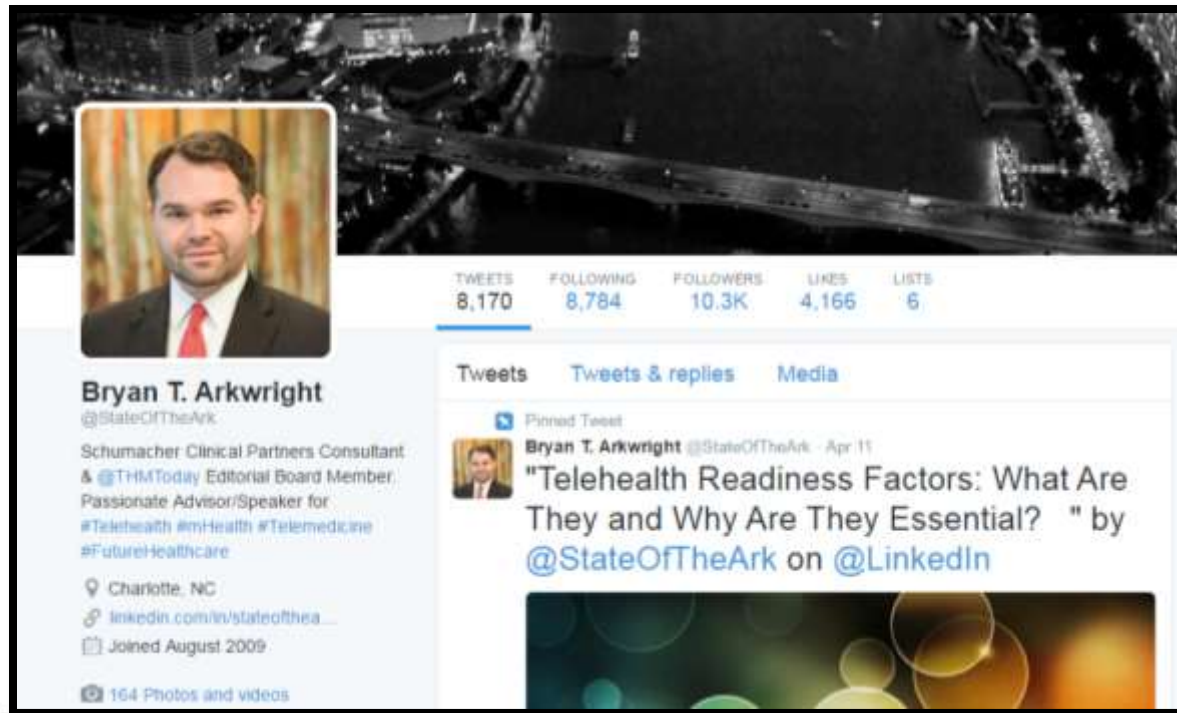 TWEETS
8,170
FOLLOWING
8,784
FOLLOWERS
10.3K
LIKES
4,166
LISTS
6
Bryan T. Arkwright
@StateOfTheArk
Schumacher Clinical Partners Consultant
& @THMToday Editorial Board Member.
Passionate Advisor/Speaker for
#Telehealth #mHealth #Telemedicine
#FutureHealthcare
Charlotte, NC
linkedin.com/in/stateofthea...
Joined August 2009
164 Photos and videos
Tweets Tweets & replies Media
Pinned Tweet
Bryan T. Arkwright @StateOfTheArk · Apr 11
"Telehealth Readiness Factors: What Are
They and Why Are They Essential? " by
@StateOfTheArk on @LinkedIn